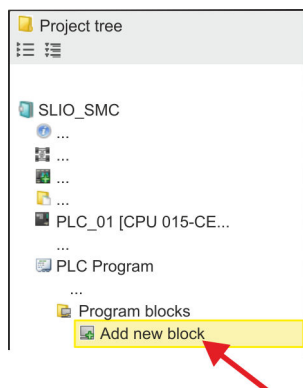 Project tree
SLIO_SMC
...
...
...
...
PLC_01 [CPU 015-CE...
...
PLC Program
...
Program blocks
Add new block